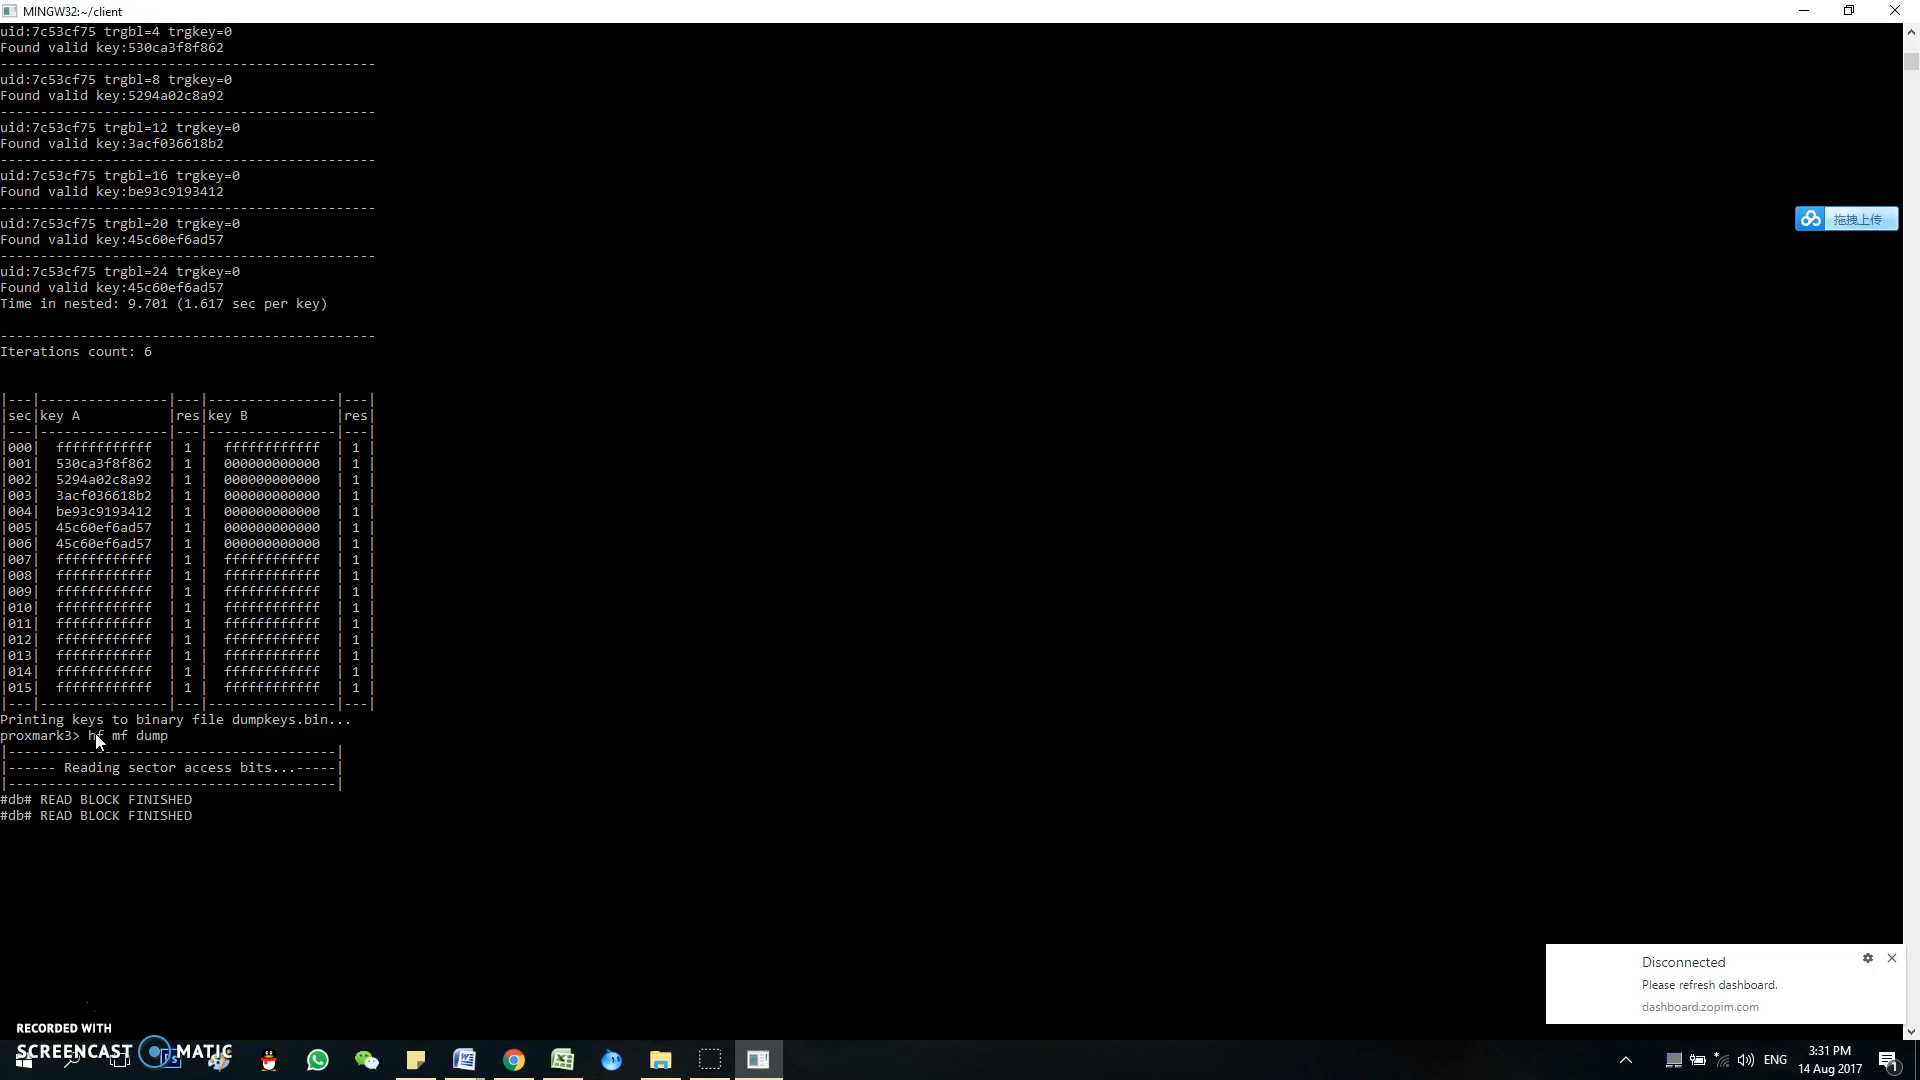 MINGW32:~/client
uid:7c53cf75 trgbl=4 trgkey=0
Found valid key:530ca3f8f862
-----------------------------------------------
uid:7c53cf75 trgbl=8 trgkey=0
Found valid key:5294a02c8a92
-----------------------------------------------
uid:7c53cf75 trgbl=12 trgkey=0
Found valid key:3acf036618b2
-----------------------------------------------
uid:7c53cf75 trgbl=16 trgkey=0
Found valid key:be93c9193412
-----------------------------------------------
uid:7c53cf75 trgbl=20 trgkey=0
Found valid key:45c60ef6ad57
-----------------------------------------------
uid:7c53cf75 trgbl=24 trgkey=0
Found valid key:45c60ef6ad57
Time in nested: 9.701 (1.617 sec per key)
-----------------------------------------------
Iterations count: 6
|---|----------------|---|----------------|---|
|sec|key A           |res|key B           |res|
|---|----------------|---|----------------|---|
|000|  ffffffffffff  | 1 |  ffffffffffff  | 1 |
|001|  530ca3f8f862  | 1 |  000000000000  | 1 |
|002|  5294a02c8a92  | 1 |  000000000000  | 1 |
|003|  3acf036618b2  | 1 |  000000000000  | 1 |
|004|  be93c9193412  | 1 |  000000000000  | 1 |
|005|  45c60ef6ad57  | 1 |  000000000000  | 1 |
|006|  45c60ef6ad57  | 1 |  000000000000  | 1 |
|007|  ffffffffffff  | 1 |  ffffffffffff  | 1 |
|008|  ffffffffffff  | 1 |  ffffffffffff  | 1 |
|009|  ffffffffffff  | 1 |  ffffffffffff  | 1 |
|010|  ffffffffffff  | 1 |  ffffffffffff  | 1 |
|011|  ffffffffffff  | 1 |  ffffffffffff  | 1 |
|012|  ffffffffffff  | 1 |  ffffffffffff  | 1 |
|013|  ffffffffffff  | 1 |  ffffffffffff  | 1 |
|014|  ffffffffffff  | 1 |  ffffffffffff  | 1 |
|015|  ffffffffffff  | 1 |  ffffffffffff  | 1 |
|---|----------------|---|----------------|---|
Printing keys to binary file dumpkeys.bin...
proxmark3> hf mf dump
|-----------------------------------------|
|------ Reading sector access bits...-----|
|-----------------------------------------|
#db# READ BLOCK FINISHED
#db# READ BLOCK FINISHED
拖拽上传
Disconnected
Please refresh dashboard.
dashboard.zopim.com
RECORDED WITH
SCREENCAST MATIC
Ps
ENG
3:31 PM
14 Aug 2017
1